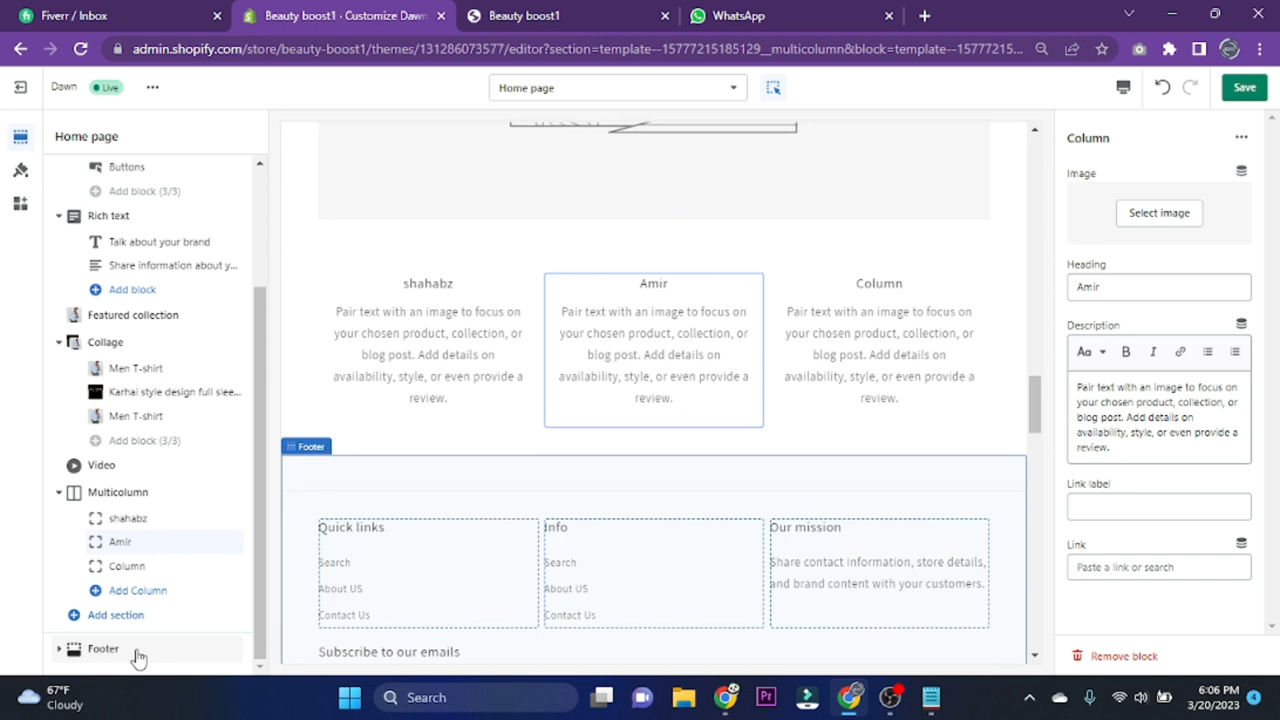 Fiverr / Inbox
Beauty boost1 · Customize Dawn
Beauty boost1
WhatsApp
admin.shopify.com/store/beauty-boost1/themes/131286073577/editor?section=template--15777215185129__multicolumn&block=template--15777215...
Dawn
Live
Home page
Save
Home page
Buttons
Add block (3/3)
Rich text
Talk about your brand
Share information about y...
Add block
Featured collection
Collage
Men T-shirt
Karhai style design full slee...
Men T-shirt
Add block (3/3)
Video
Multicolumn
shahabz
Amir
Column
Add Column
Add section
Footer
shahabz
Pair text with an image to focus on
your chosen product, collection, or
blog post. Add details on
availability, style, or even provide a
review.
Amir
Pair text with an image to focus on
your chosen product, collection, or
blog post. Add details on
availability, style, or even provide a
review.
Column
Pair text with an image to focus on
your chosen product, collection, or
blog post. Add details on
availability, style, or even provide a
review.
Footer
Quick links
Search
About US
Contact Us
Info
Search
About US
Contact Us
Our mission
Share contact information, store details,
and brand content with your customers.
Subscribe to our emails
Column
Image
Select image
Heading
Amir
Description
Aa
B
I
Pair text with an image to focus on
your chosen product, collection, or
blog post. Add details on
availability, style, or even provide a
review.
Link label
Link
Paste a link or search
Remove block
67°F
Cloudy
Search
Pr
6:06 PM
3/20/2023
4